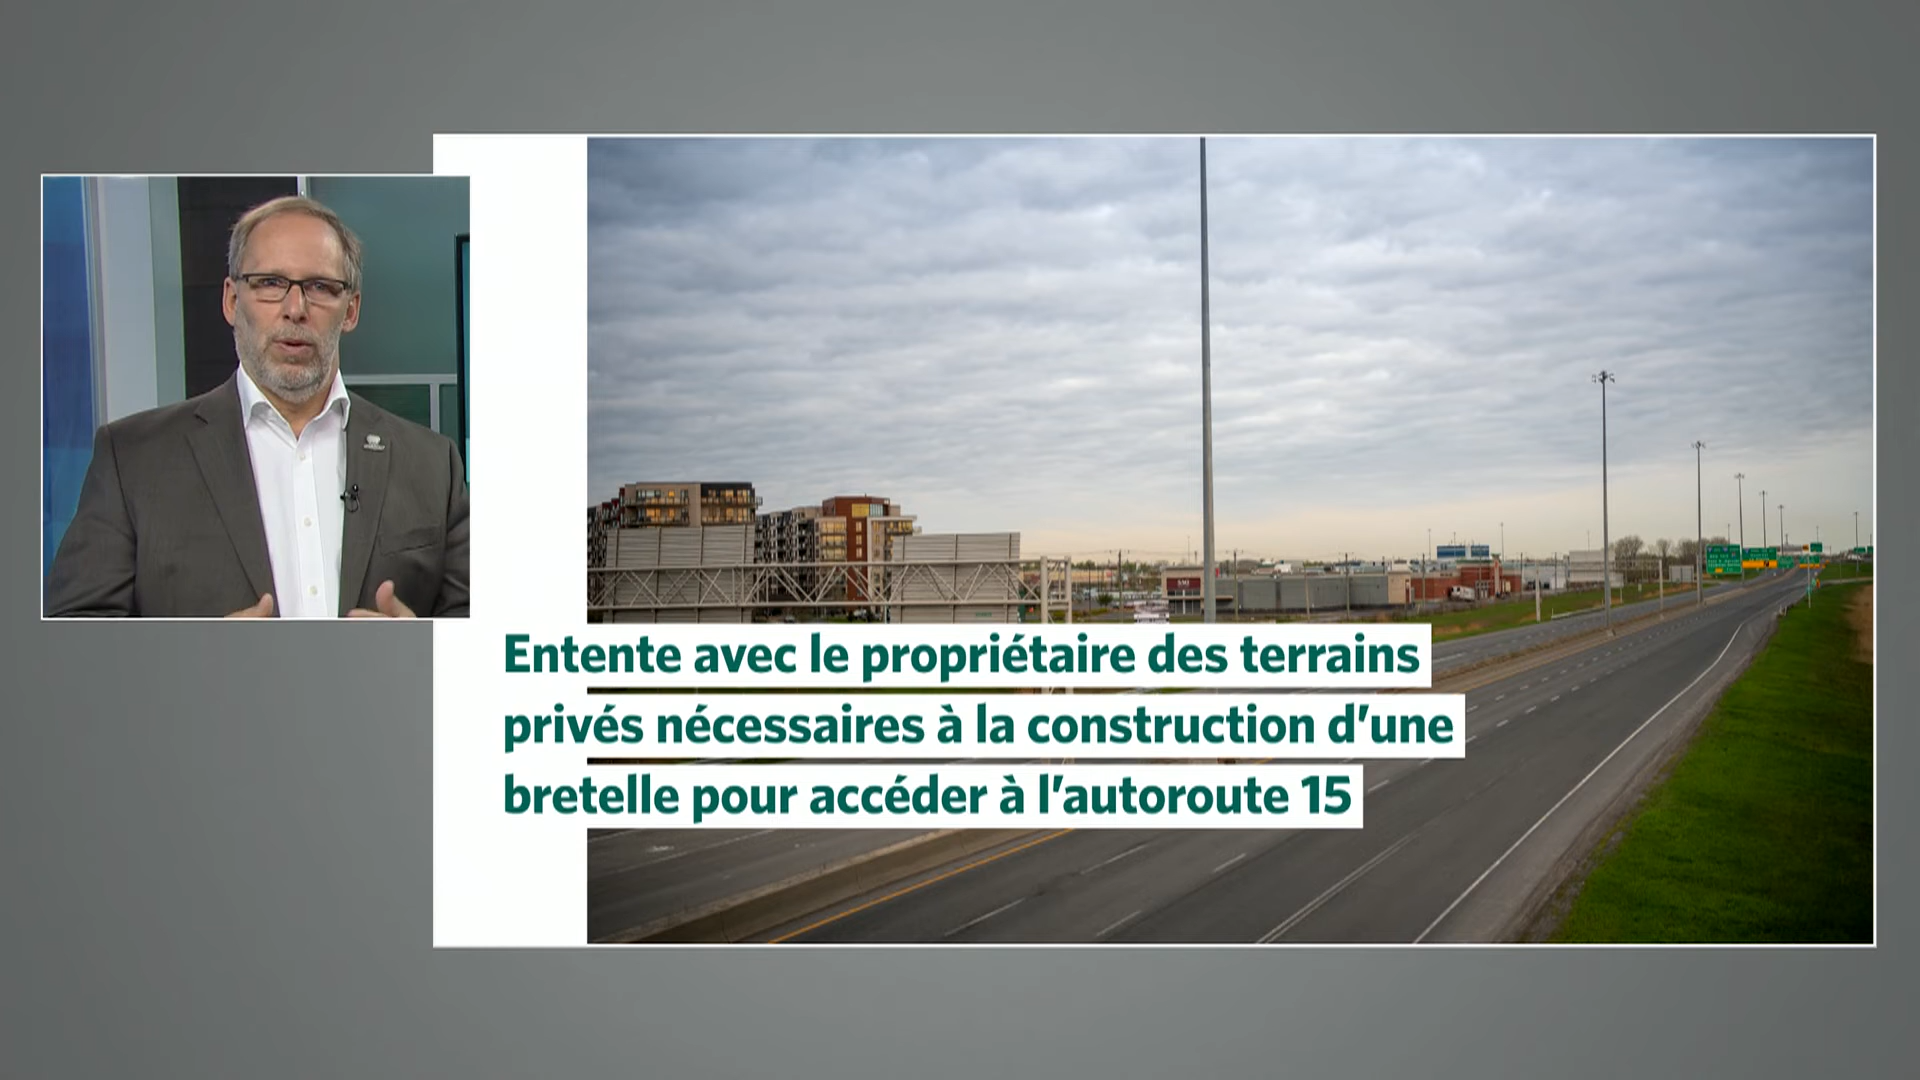 Entente avec le propriétaire des terrains
privés nécessaires à la construction d’une
bretelle pour accéder à l’autoroute 15